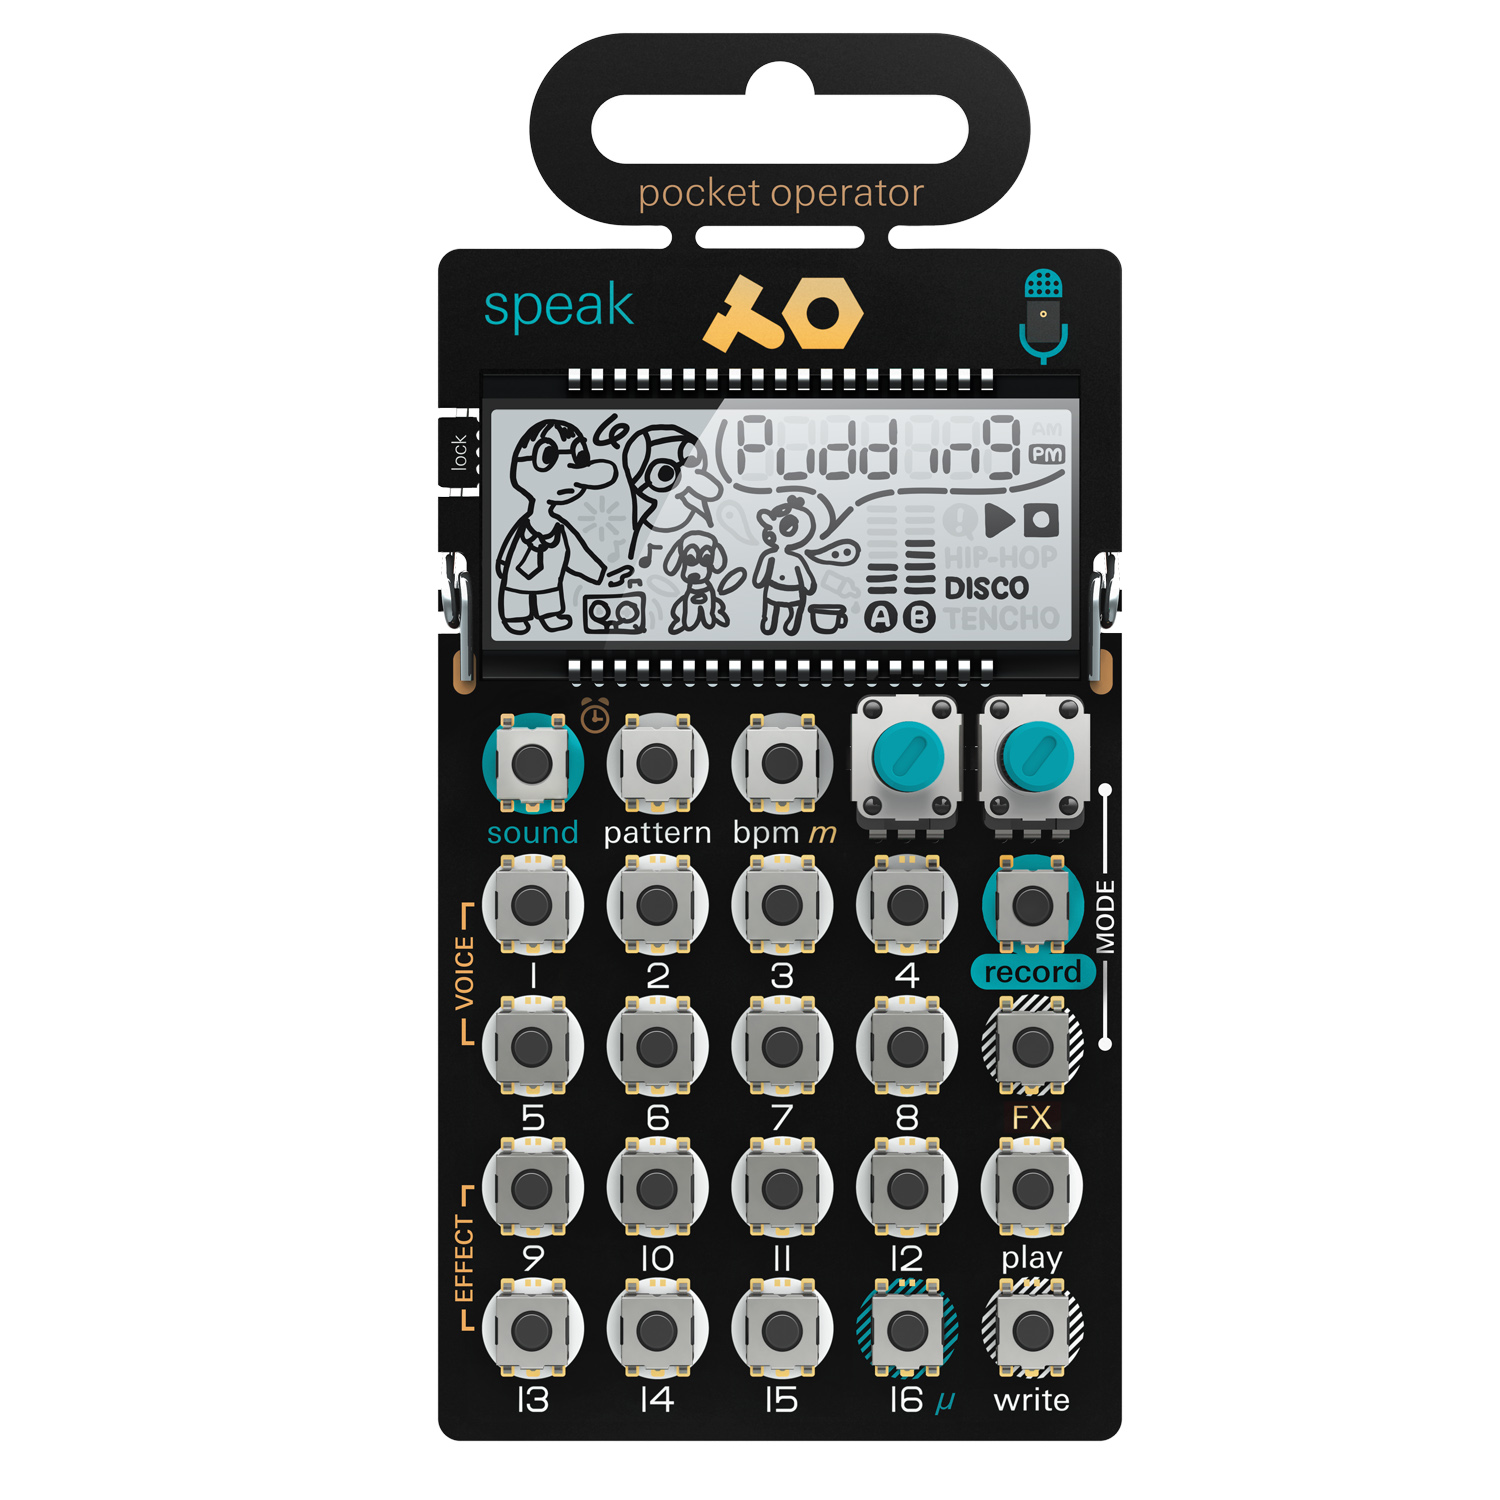 pocket operator
speak
lock
Pudding
AM
PM
HIP-HOP
DISCO
A B TENCHO
sound pattern bpm m
MODE
VOICE
1 2 3 4 record
5 6 7 8 FX
EFFECT
9 10 11 12 play
13 14 15 16 μ write